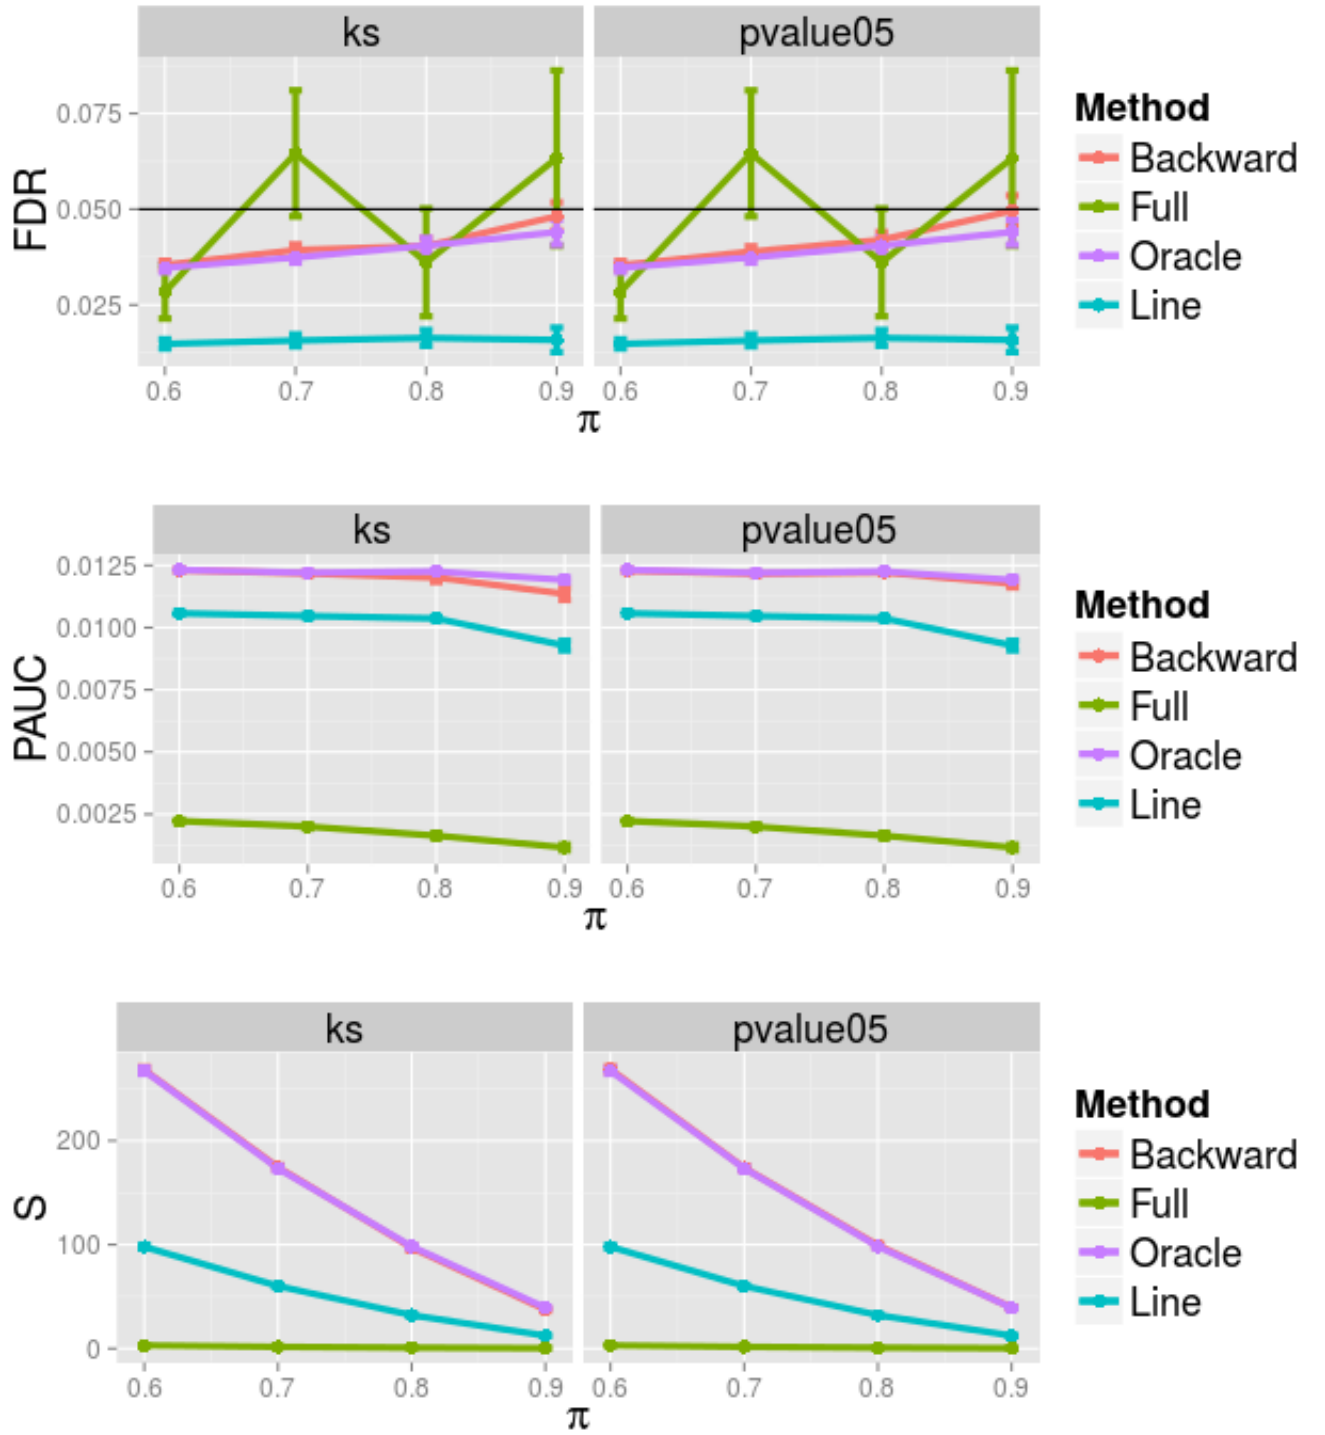 ks pvalue05
0.075
0.050
0.025
FDR
0.6 0.7 0.8 0.9 0.6 0.7 0.8 0.9
π
Method
Backward
Full
Oracle
Line
ks pvalue05
0.0125
0.0100
0.0075
0.0050
0.0025
PAUC
0.6 0.7 0.8 0.9 0.6 0.7 0.8 0.9
π
Method
Backward
Full
Oracle
Line
ks pvalue05
200
100
0
S
0.6 0.7 0.8 0.9 0.6 0.7 0.8 0.9
π
Method
Backward
Full
Oracle
Line